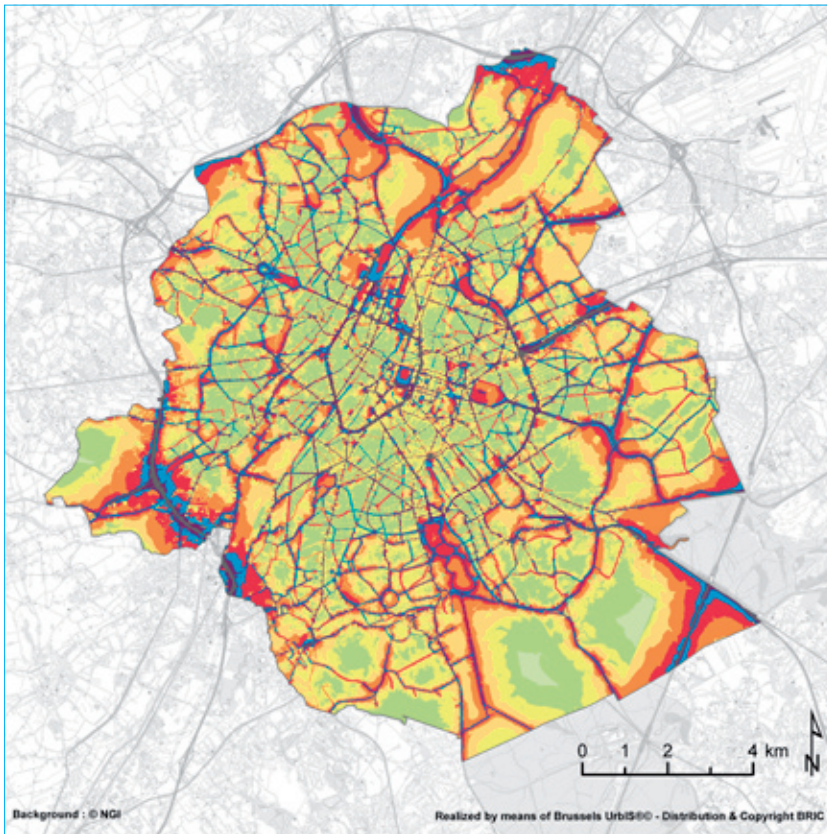 0 1 2 4 km
N
Background : © NGI
Realized by means of Brussels UrbIS®© - Distribution & Copyright BRIC